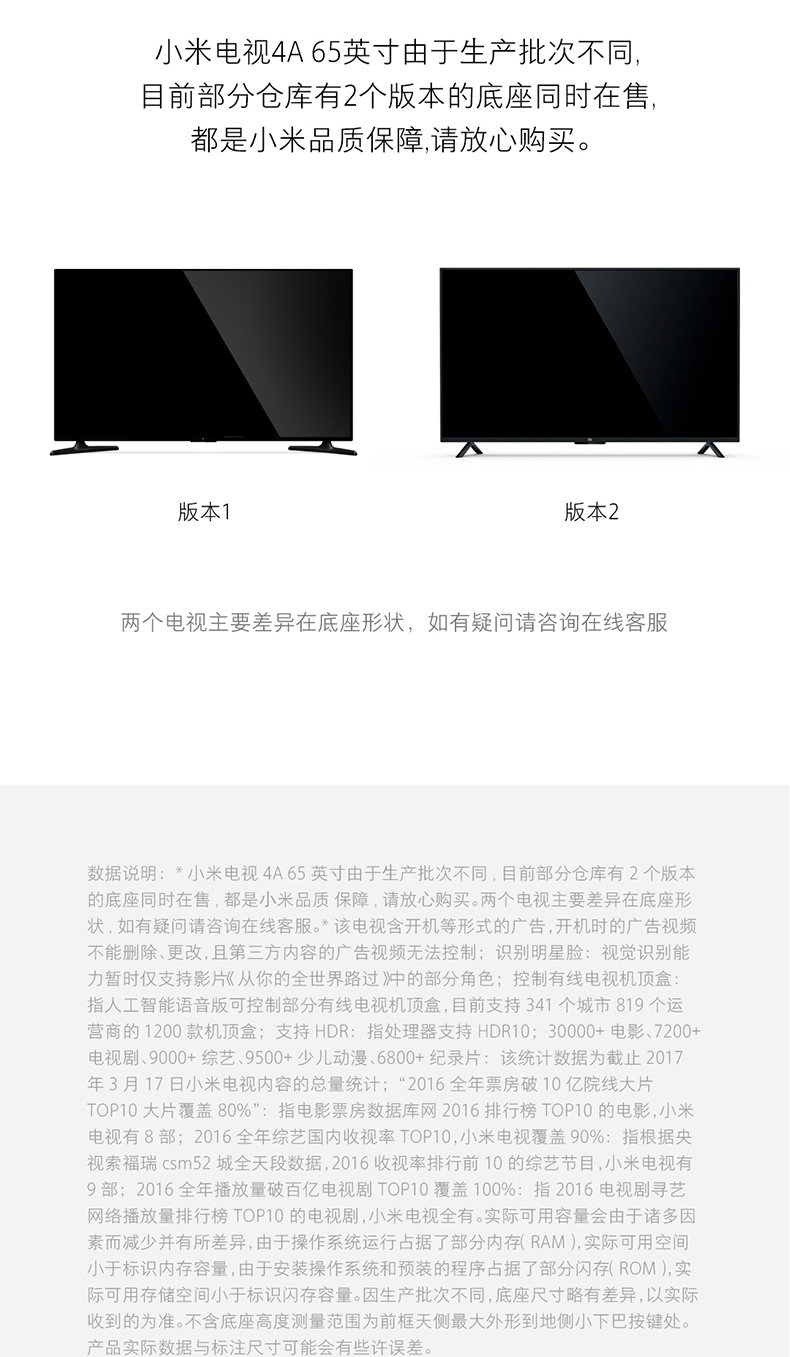 小米电视4A 65英寸由于生产批次不同,
目前部分仓库有2个版本的底座同时在售,
都是小米品质保障,请放心购买。
版本1
版本2
两个电视主要差异在底座形状，如有疑问请咨询在线客服
数据说明：* 小米电视 4A 65 英寸由于生产批次不同 , 目前部分仓库有 2 个版本
的底座同时在售 , 都是小米品质 保障 , 请放心购买。两个电视主要差异在底座形
状 , 如有疑问请咨询在线客服。* 该电视含开机等形式的广告,开机时的广告视频
不能删除、更改,且第三方内容的广告视频无法控制；识别明星脸：视觉识别能
力暂时仅支持影片《从你的全世界路过》中的部分角色；控制有线电视机顶盒：
指人工智能语音版可控制部分有线电视机顶盒,目前支持 341 个城市 819 个运
营商的 1200 款机顶盒；支持 HDR：指处理器支持 HDR10；30000+ 电影、7200+
电视剧、9000+ 综艺、9500+ 少儿动漫、6800+ 纪录片：该统计数据为截止 2017
年 3 月 17 日小米电视内容的总量统计；“2016 全年票房破 10 亿院线大片
TOP10 大片覆盖 80%”：指电影票房数据库网 2016 排行榜 TOP10 的电影,小米
电视有 8 部；2016 全年综艺国内收视率 TOP10,小米电视覆盖 90%：指根据央
视索福瑞 csm52 城全天段数据,2016 收视率排行前 10 的综艺节目,小米电视有
9 部；2016 全年播放量破百亿电视剧 TOP10 覆盖 100%：指 2016 电视剧寻艺
网络播放量排行榜 TOP10 的电视剧,小米电视全有。实际可用容量会由于诸多因
素而减少并有所差异,由于操作系统运行占据了部分内存( RAM ),实际可用空间
小于标识内存容量,由于安装操作系统和预装的程序占据了部分闪存( ROM ),实
际可用存储空间小于标识闪存容量。因生产批次不同,底座尺寸略有差异,以实际
收到的为准。不含底座高度测量范围为前框天侧最大外形到地侧小下巴按键处。
产品实际数据与标注尺寸可能会有些许误差。